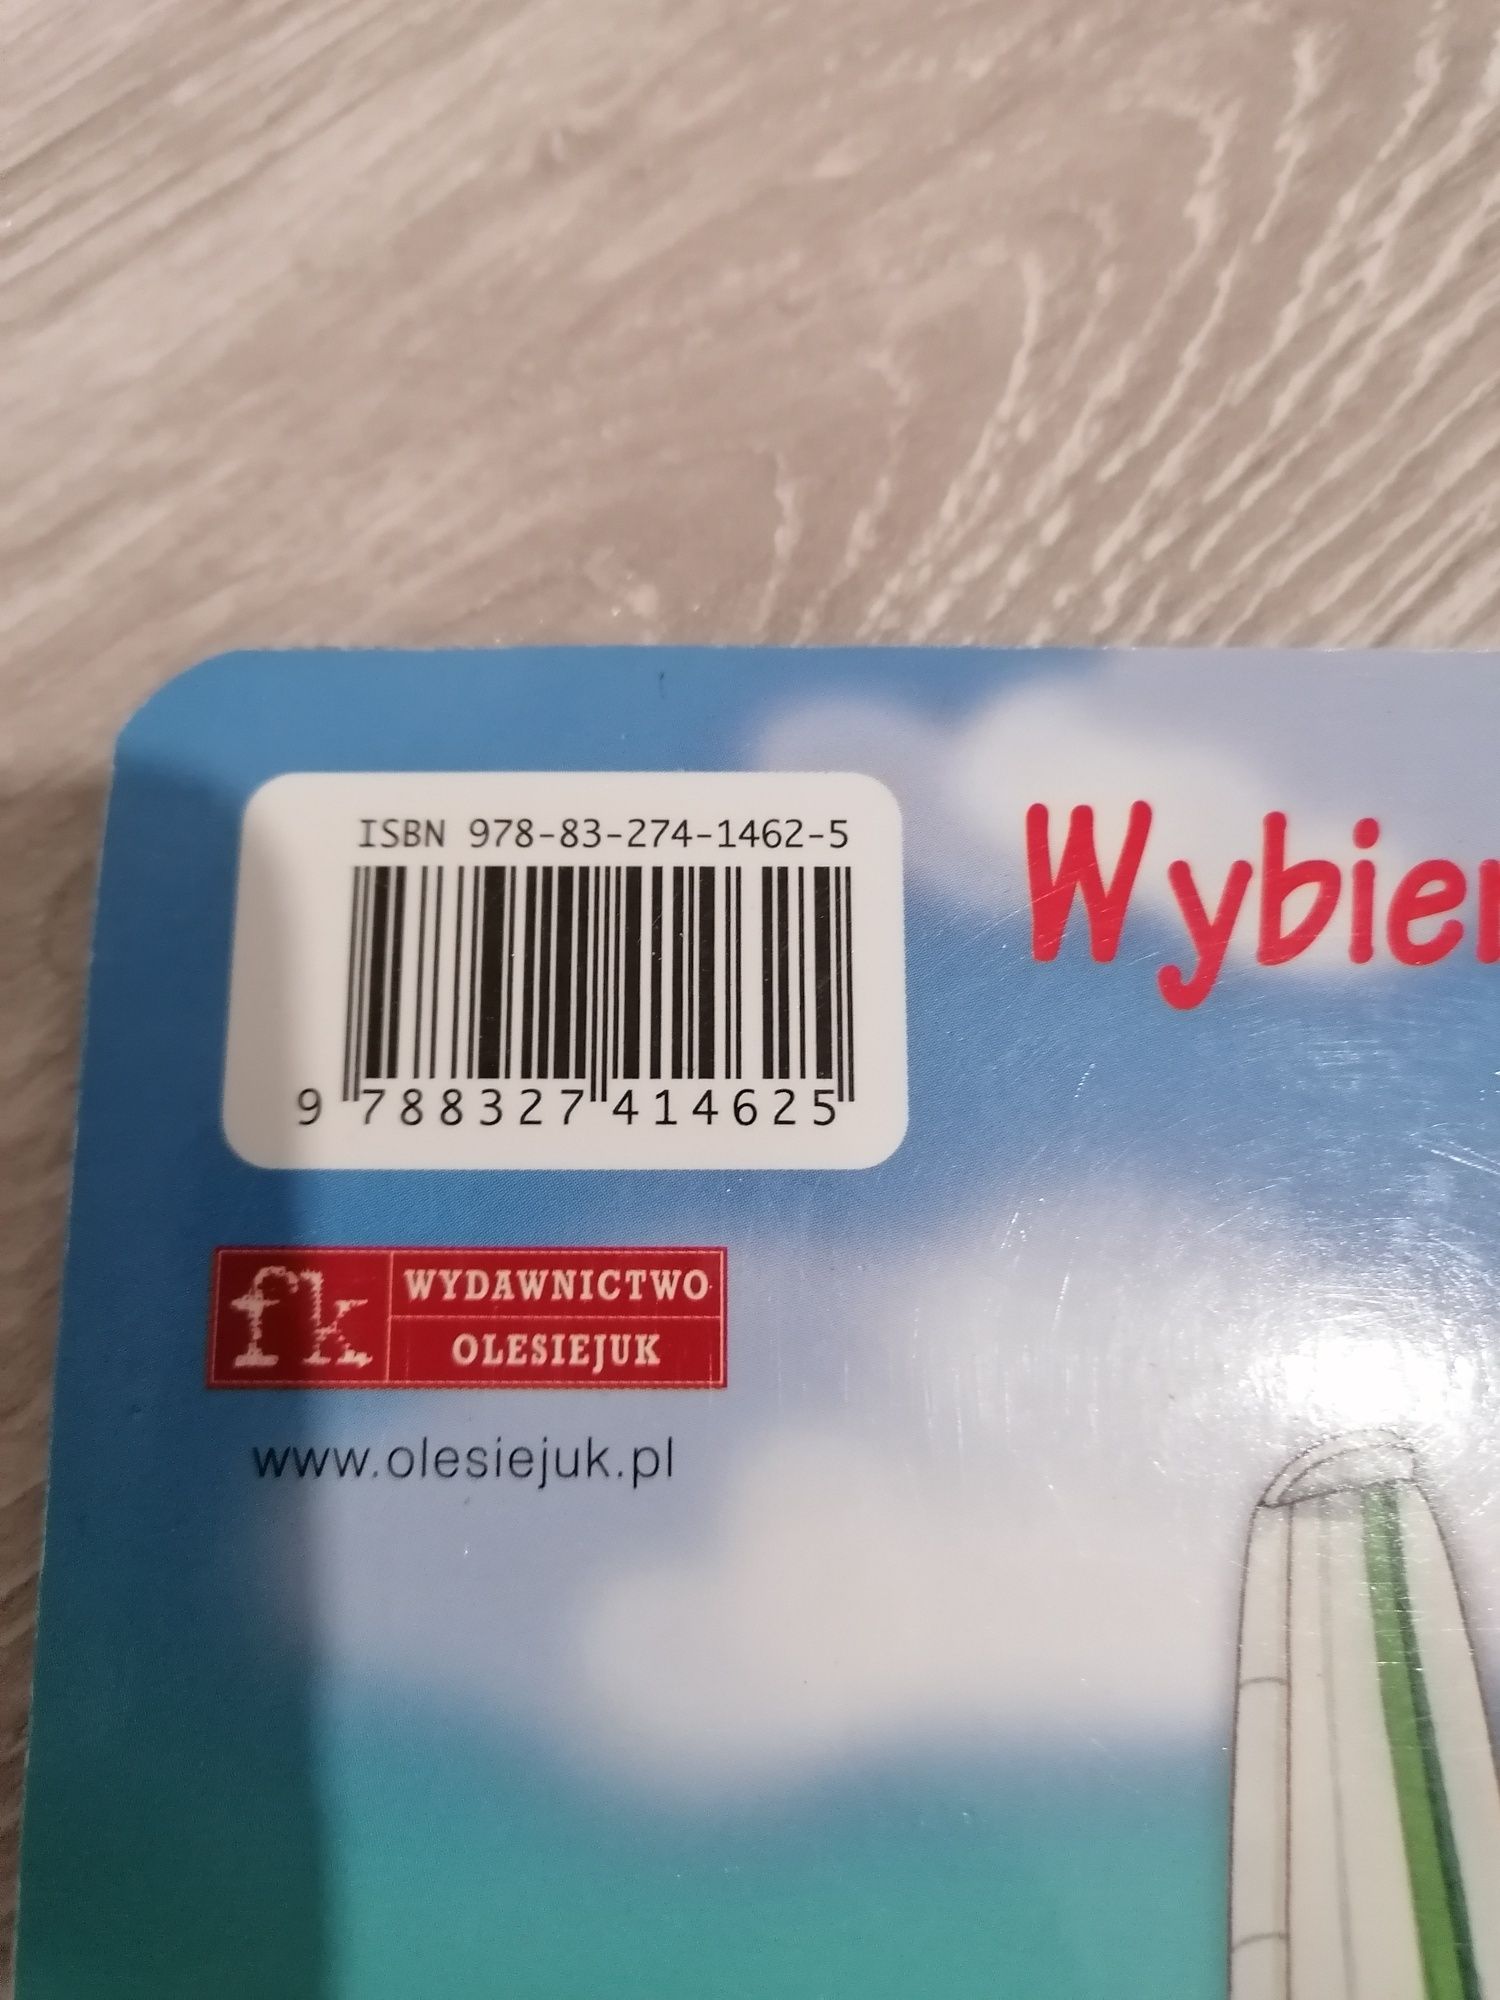 ISBN 978-83-274-1462-5
9 788327 414625
Wybier
fk
WYDAWNICTWO
OLESIEJUK
www.olesiejuk.pl